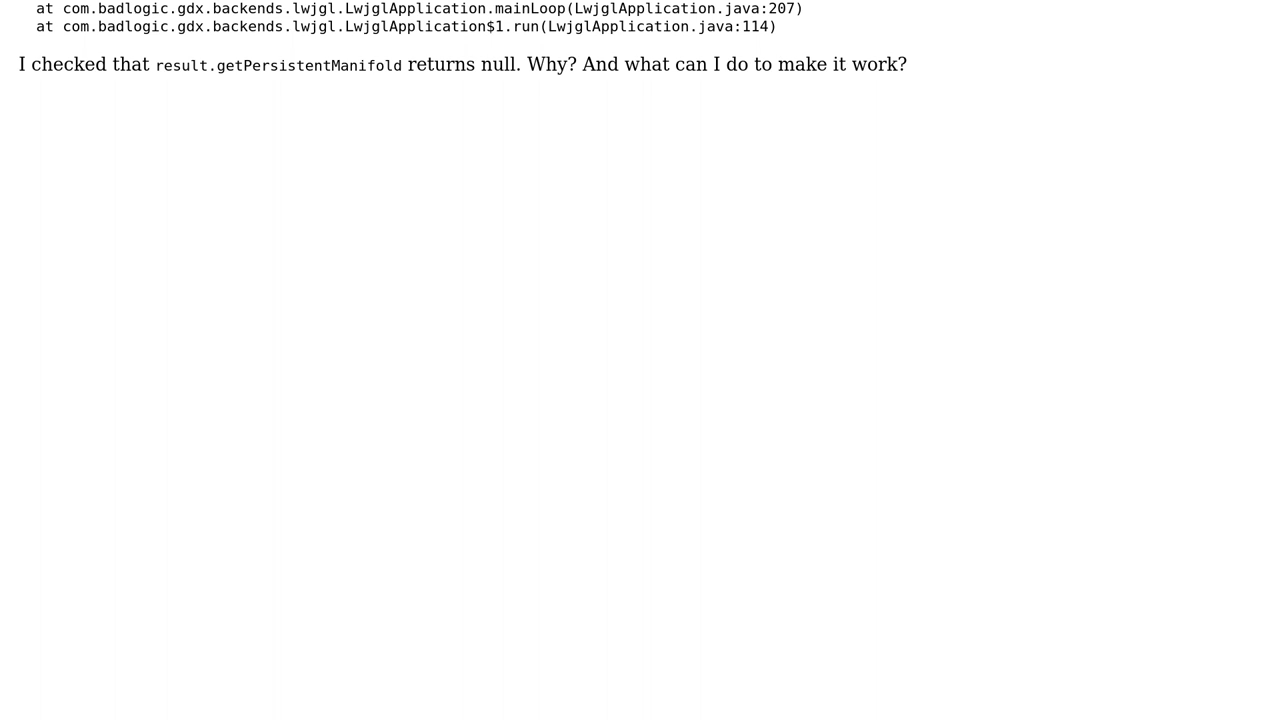 at com.badlogic.gdx.backends.lwjgl.LwjglApplication.mainLoop(LwjglApplication.java:207)
at com.badlogic.gdx.backends.lwjgl.LwjglApplication$1.run(LwjglApplication.java:114)
I checked that result.getPersistentManifold returns null. Why? And what can I do to make it work?